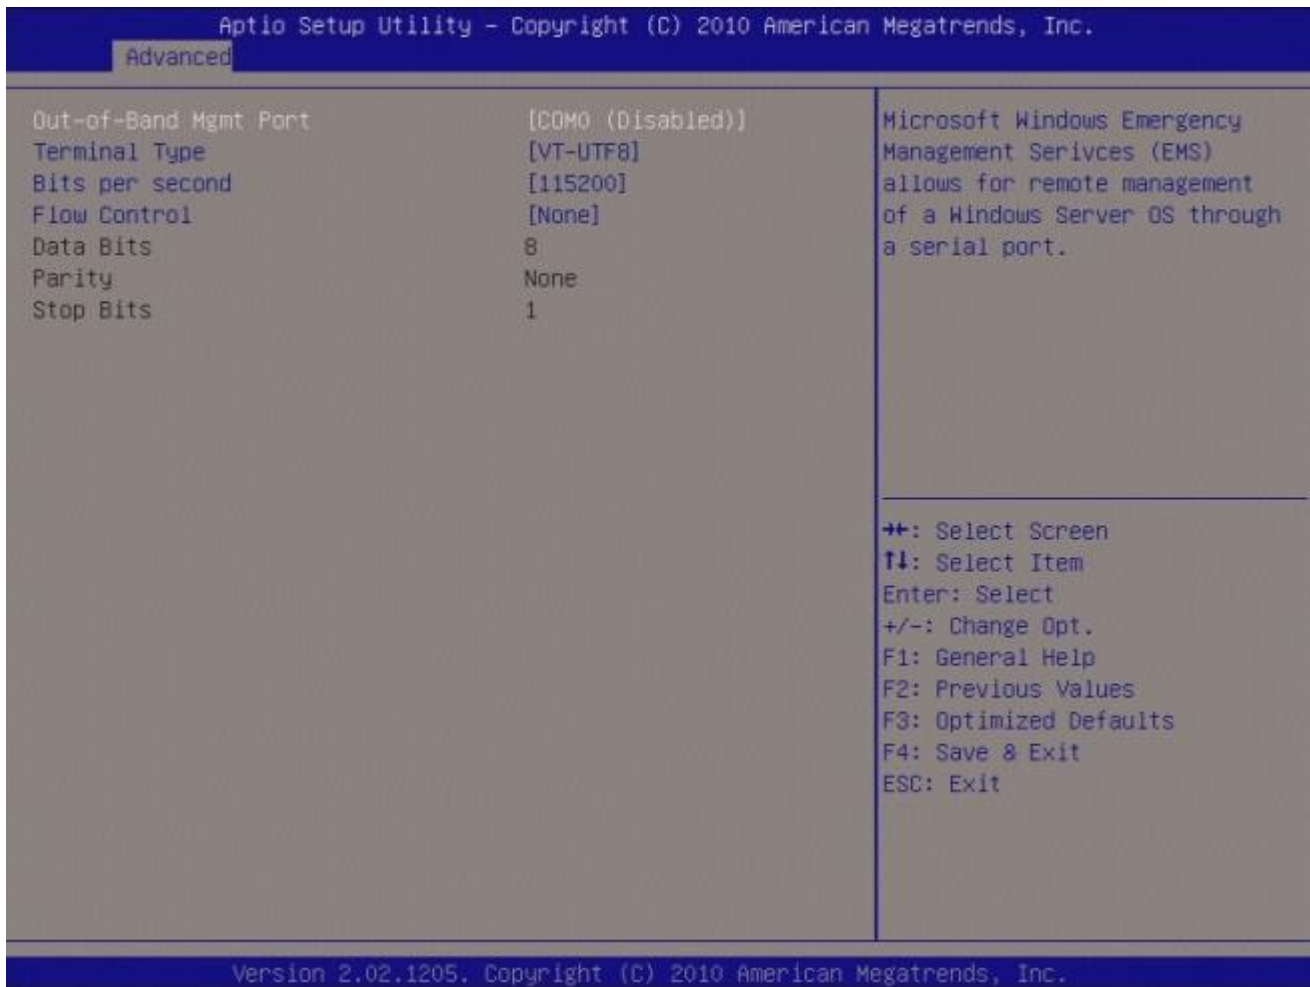 Aptio Setup Utility – Copyright (C) 2010 American Megatrends, Inc.
Advanced
Out-of-Band Mgmt Port [COM0 (Disabled)]
Terminal Type [VT-UTF8]
Bits per second [115200]
Flow Control [None]
Data Bits 8
Parity None
Stop Bits 1
Microsoft Windows Emergency
Management Serivces (EMS)
allows for remote management
of a Windows Server OS through
a serial port.
→←: Select Screen
↑↓: Select Item
Enter: Select
+/-: Change Opt.
F1: General Help
F2: Previous Values
F3: Optimized Defaults
F4: Save & Exit
ESC: Exit
Version 2.02.1205. Copyright (C) 2010 American Megatrends, Inc.